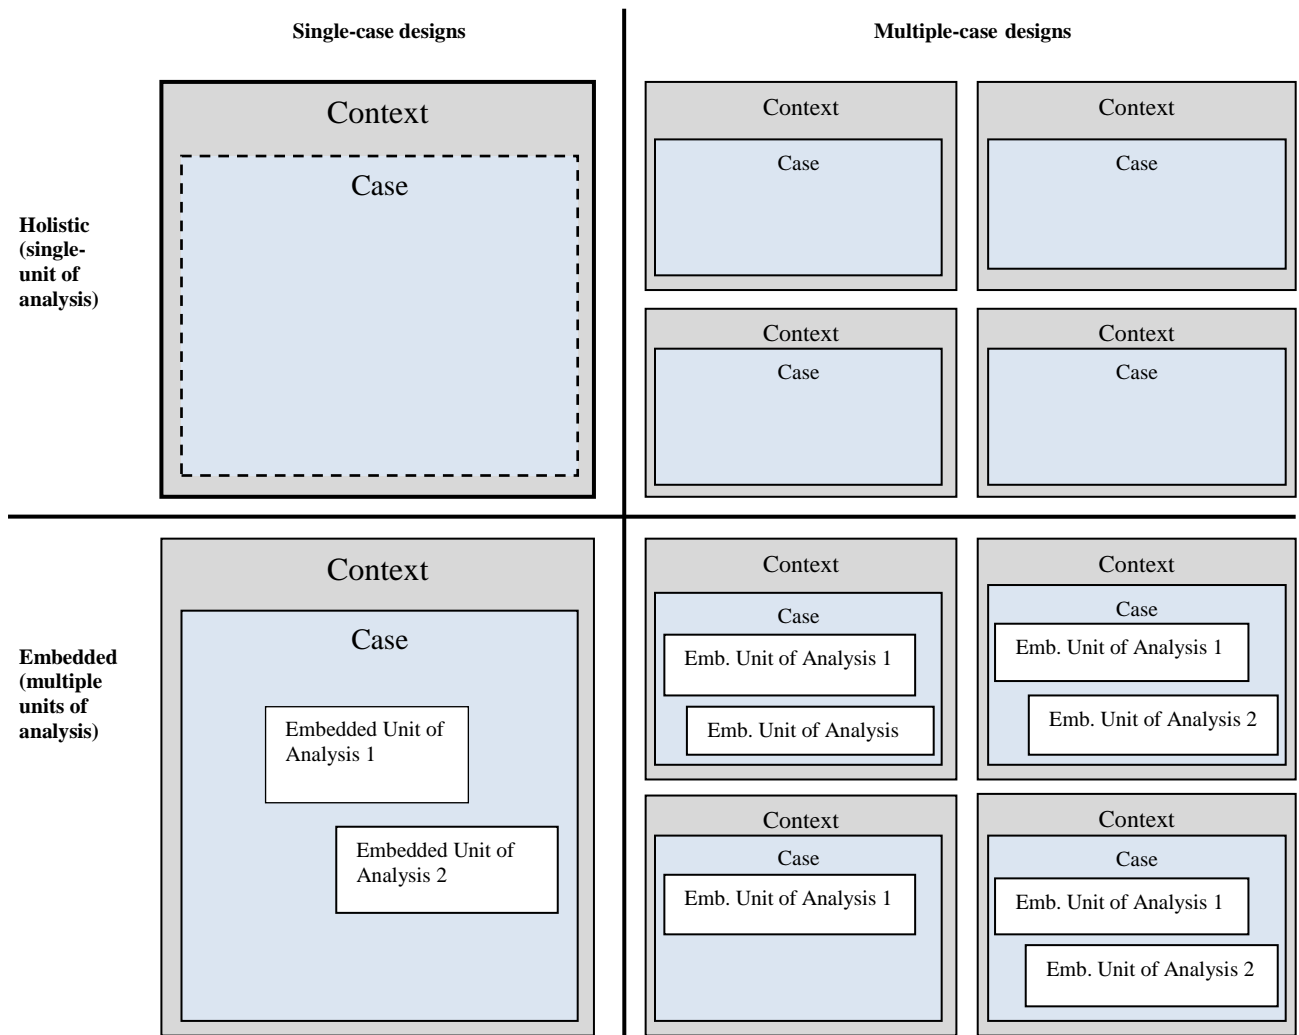 Single-case designs
Multiple-case designs
Holistic
(single-
unit of
analysis)
Context
Case
Context
Case
Context
Case
Context
Case
Context
Case
Embedded
(multiple
units of
analysis)
Context
Case
Embedded Unit of
Analysis 1
Embedded Unit of
Analysis 2
Context
Case
Emb. Unit of Analysis 1
Emb. Unit of Analysis
Context
Case
Emb. Unit of Analysis 1
Emb. Unit of Analysis 2
Context
Case
Emb. Unit of Analysis 1
Context
Case
Emb. Unit of Analysis 1
Emb. Unit of Analysis 2